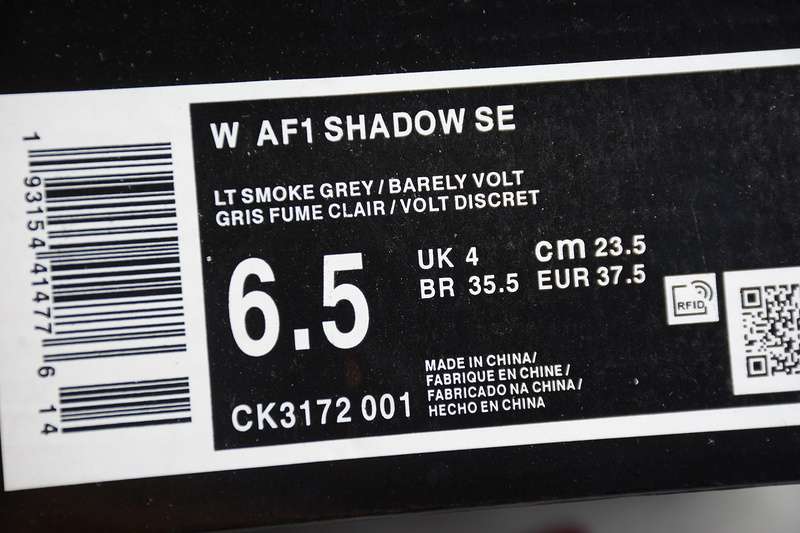 W AF1 SHADOW SE
LT SMOKE GREY / BARELY VOLT
GRIS FUME CLAIR / VOLT DISCRET
6.5
UK 4 cm 23.5
BR 35.5 EUR 37.5
RFID
MADE IN CHINA/
FABRIQUE EN CHINE /
FABRICADO NA CHINA /
HECHO EN CHINA
CK3172 001
1 93154 41477 6 14